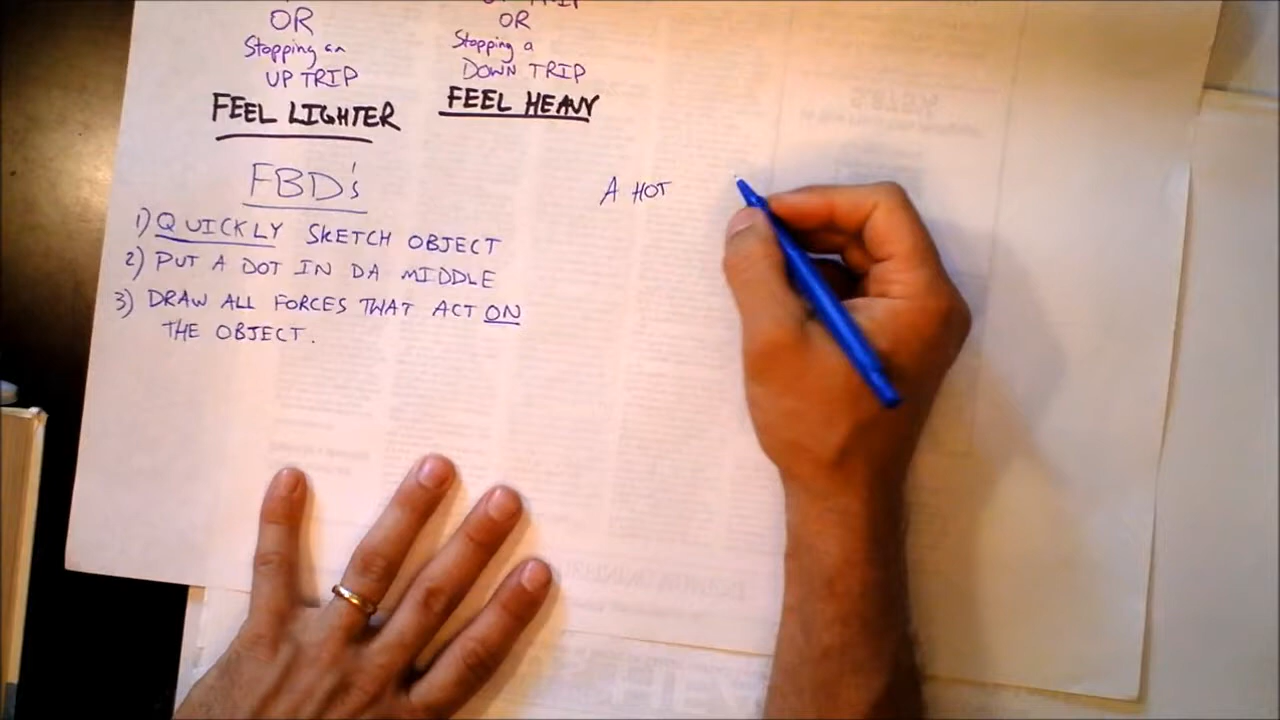 OR
Stopping an
UP TRIP
FEEL LIGHTER
OR
Stopping a
DOWN TRIP
FEEL HEAVY
FBD's
1) QUICKLY SKETCH OBJECT
2) PUT A DOT IN DA MIDDLE
3) DRAW ALL FORCES THAT ACT ON
THE OBJECT.
A HOT